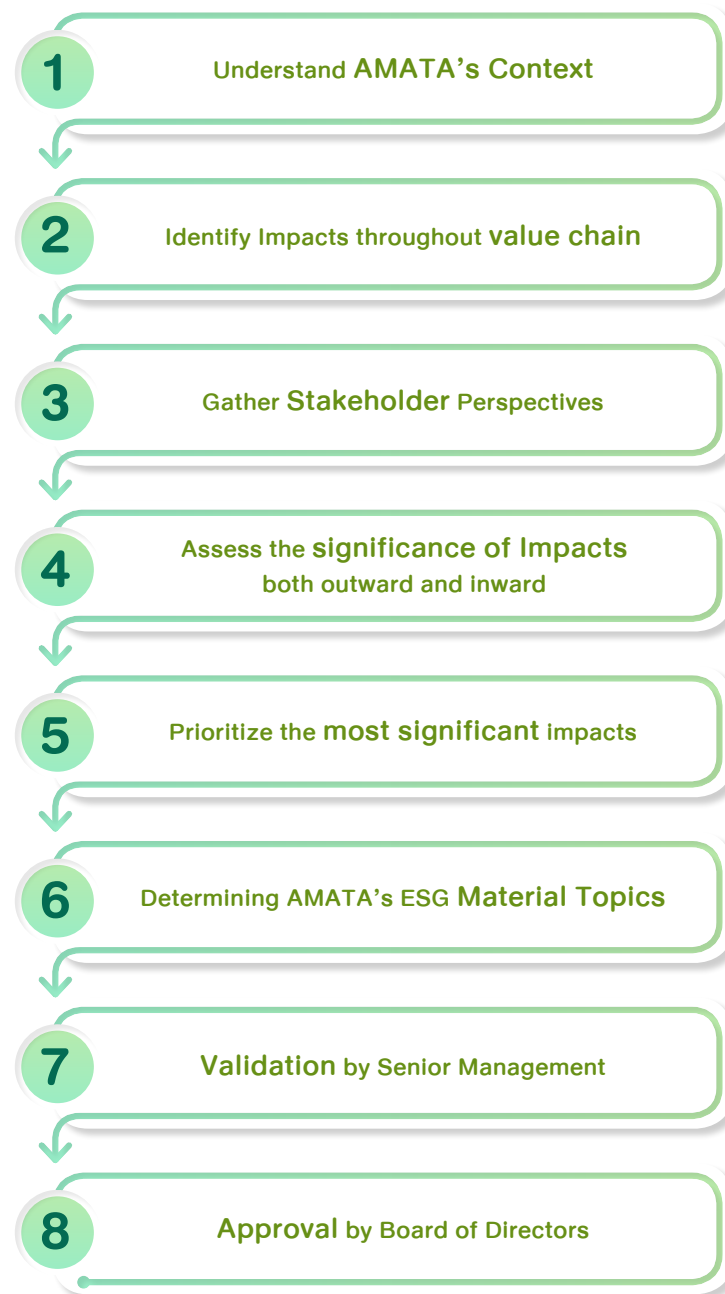 1
Understand AMATA's Context
2
Identify Impacts throughout value chain
3
Gather Stakeholder Perspectives
4
Assess the significance of Impacts
both outward and inward
5
Prioritize the most significant impacts
6
Determining AMATA's ESG Material Topics
7
Validation by Senior Management
8
Approval by Board of Directors